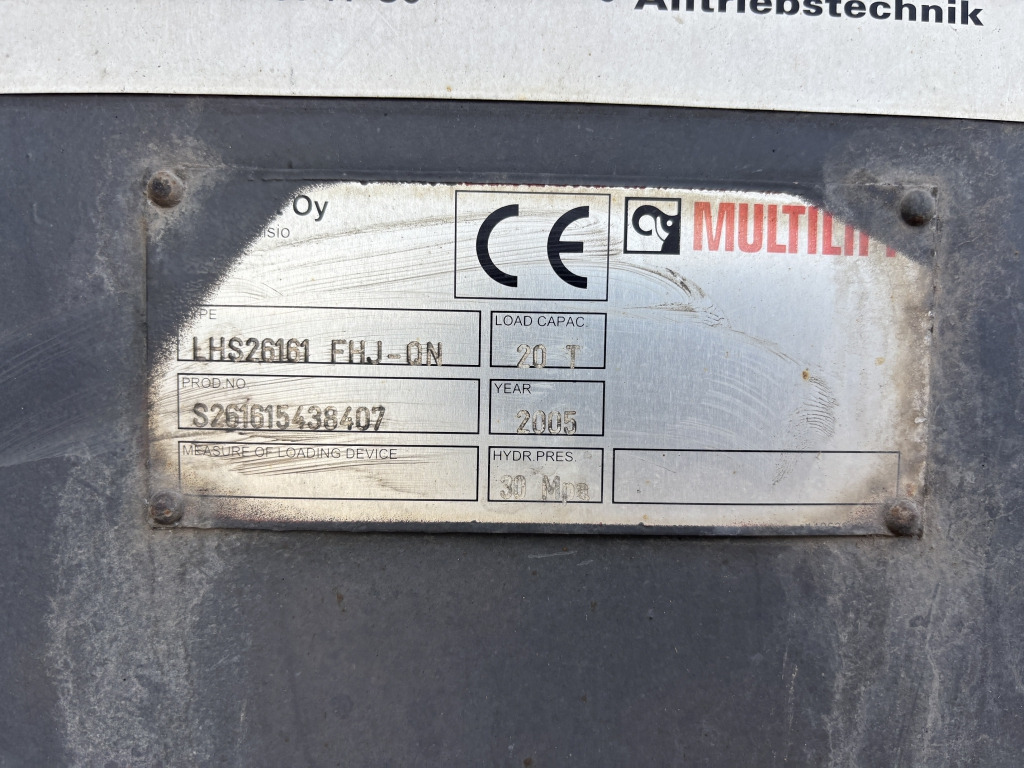 Antriebstechnik
Oy
CE
MULTILIFT
LHS26161 FHJ-QN
LOAD CAPAC.
20 T
PROD NO.
S261615438407
YEAR
2005
MEASURE OF LOADING DEVICE
HYDR.PRES.
30 Mpa